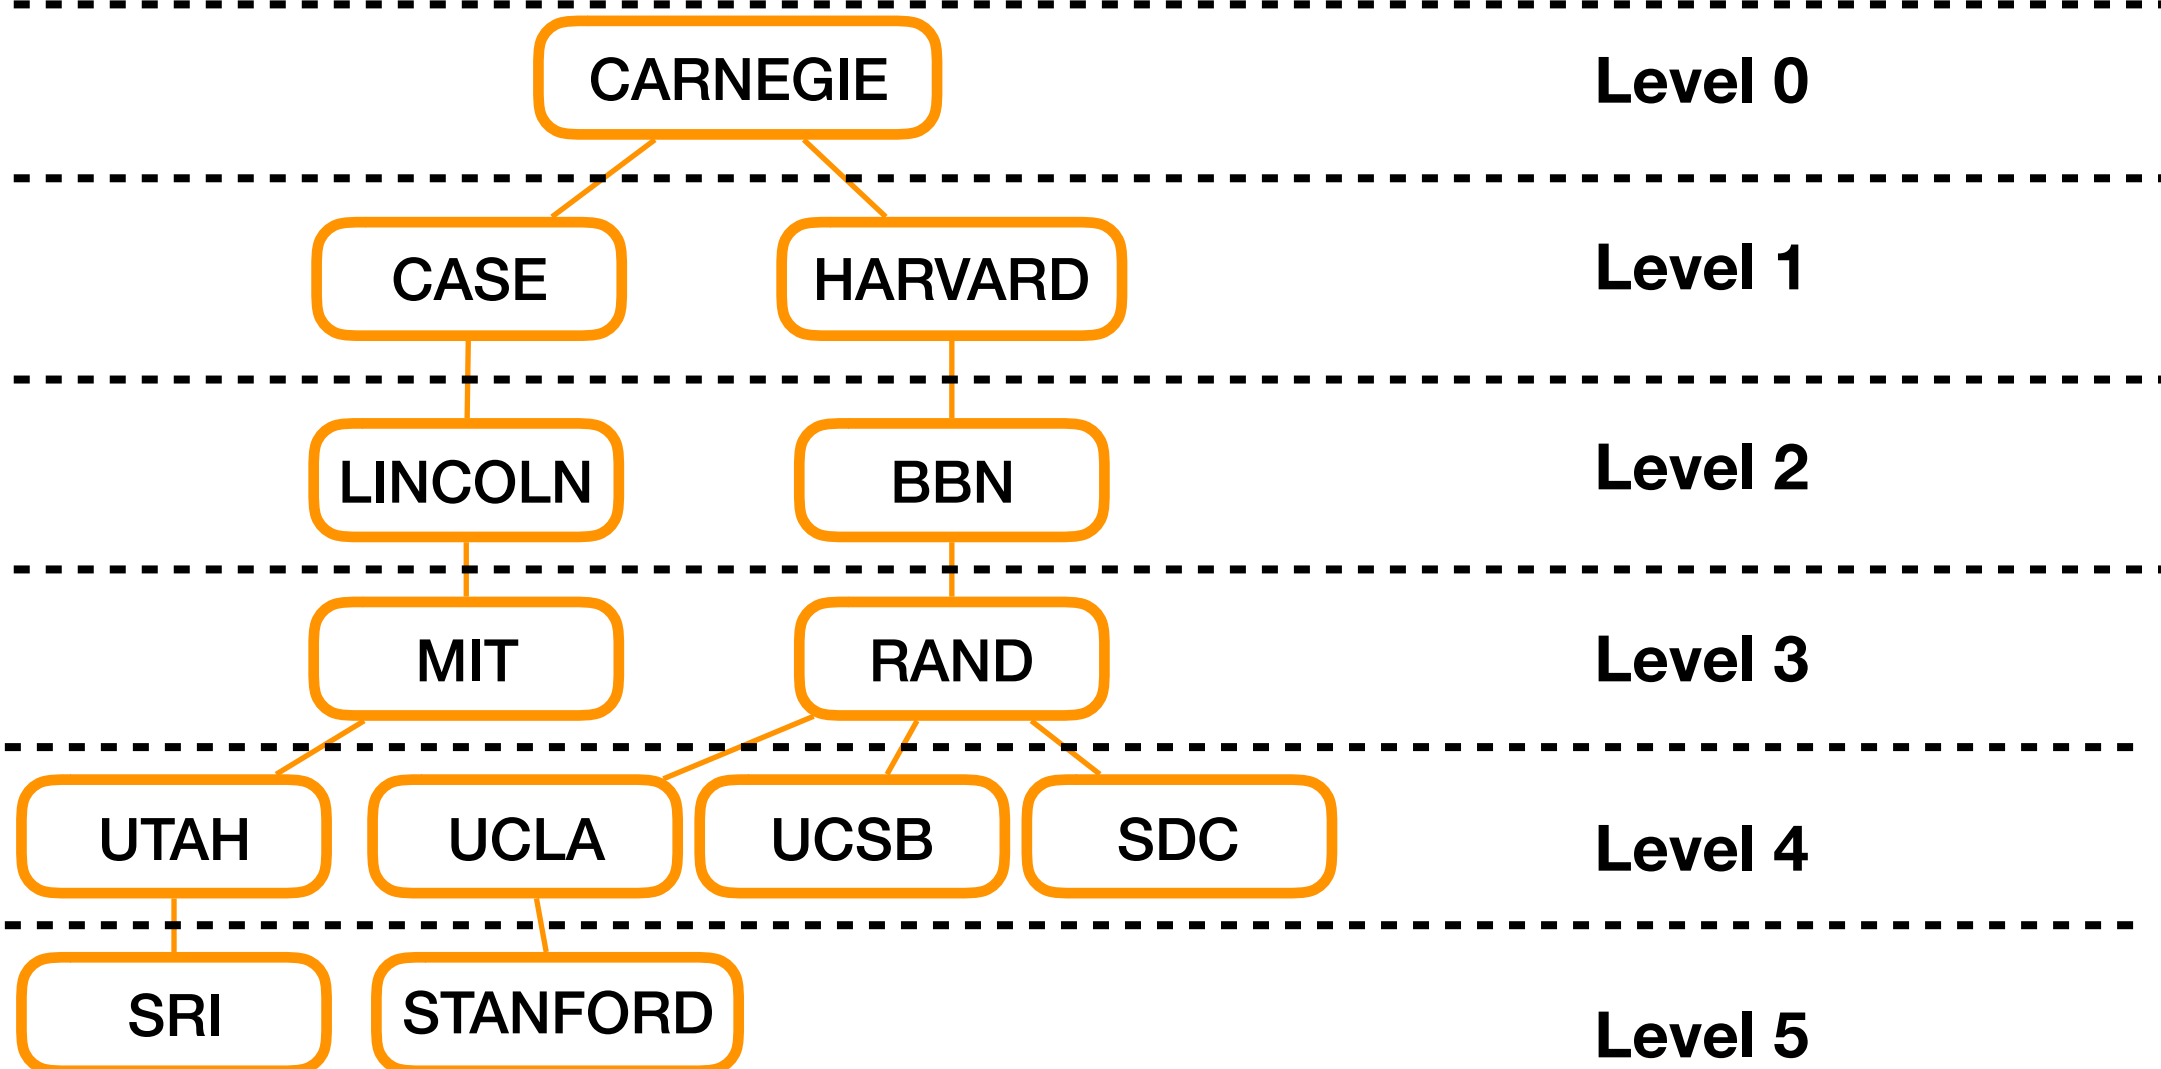 CARNEGIE
Level 0
CASE
HARVARD
Level 1
LINCOLN
BBN
Level 2
MIT
RAND
Level 3
UTAH
UCLA
UCSB
SDC
Level 4
SRI
STANFORD
Level 5